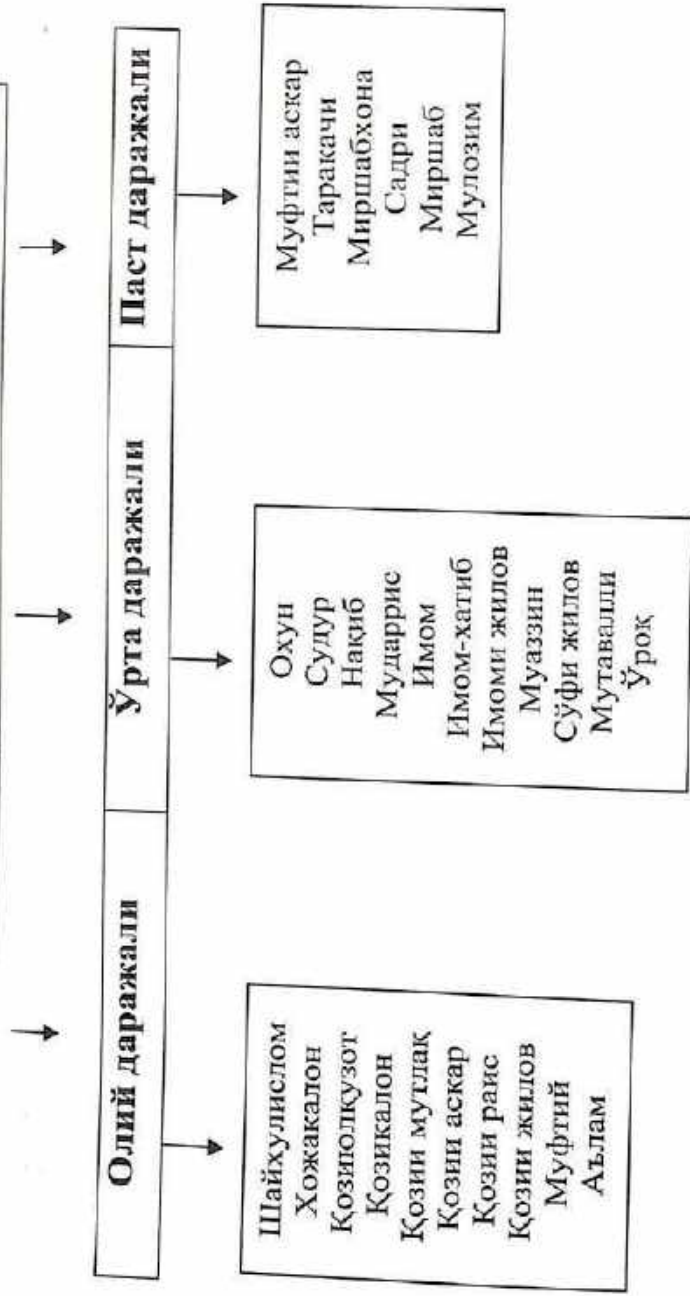 Олий даражали
Ўрта даражали
Паст даражали
Шайхулислом
Хожакалон
Қозиюлқузот
Қозикалон
Қозии мутлақ
Қозии аскар
Қозии раис
Қозии жилов
Муфтий
Аълам
Охун
Судур
Нақиб
Мударрис
Имом
Имом-хатиб
Имоми жилов
Муаззин
Сўфи жилов
Мутавалли
Ўроқ
Муфтии аскар
Таракачи
Миршабхона
Садри
Миршаб
Мулозим